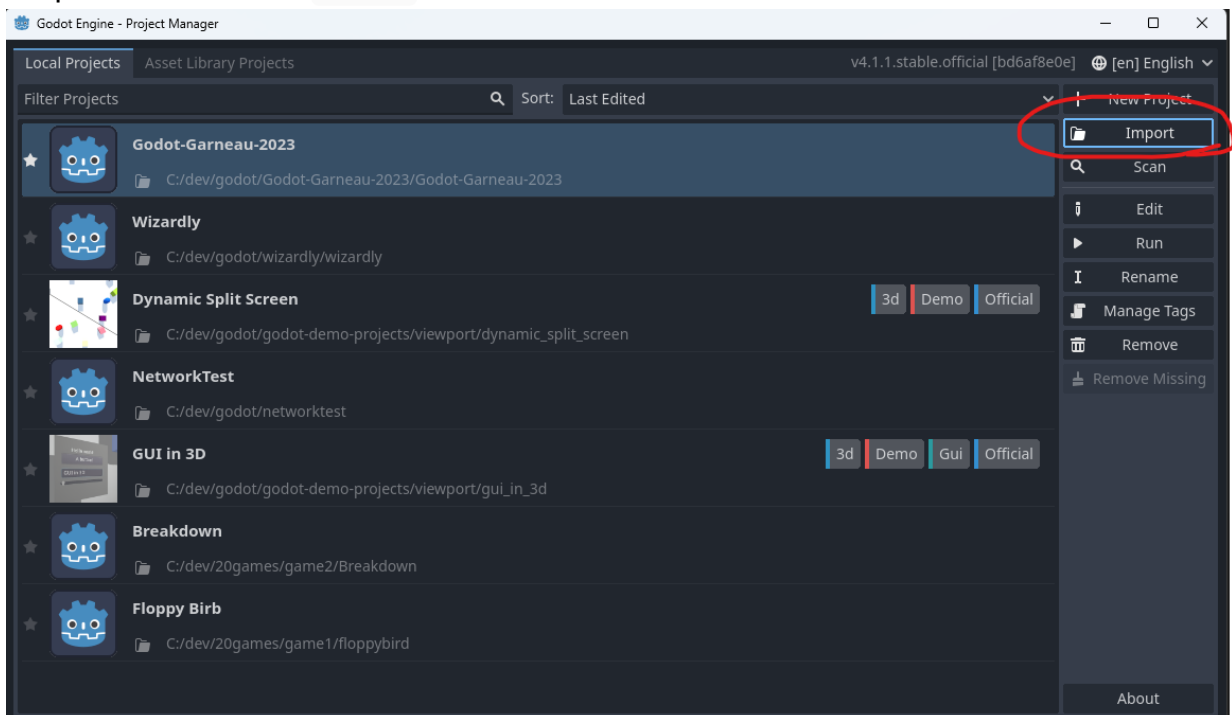 Godot Engine - Project Manager
Local Projects Asset Library Projects v4.1.1.stable.official [bd6af8e0e] [en] English
Filter Projects Sort: Last Edited New Project
Import
Scan
Edit
Run
Rename
Manage Tags
Remove
Remove Missing
Godot-Garneau-2023
C:/dev/godot/Godot-Garneau-2023/Godot-Garneau-2023
Wizardly
C:/dev/godot/wizardly/wizardly
Dynamic Split Screen 3d Demo Official
C:/dev/godot/godot-demo-projects/viewport/dynamic_split_screen
NetworkTest
C:/dev/godot/networktest
GUI in 3D 3d Demo Gui Official
C:/dev/godot/godot-demo-projects/viewport/gui_in_3d
Breakdown
C:/dev/20games/game2/Breakdown
Floppy Birb
C:/dev/20games/game1/floppybird
About